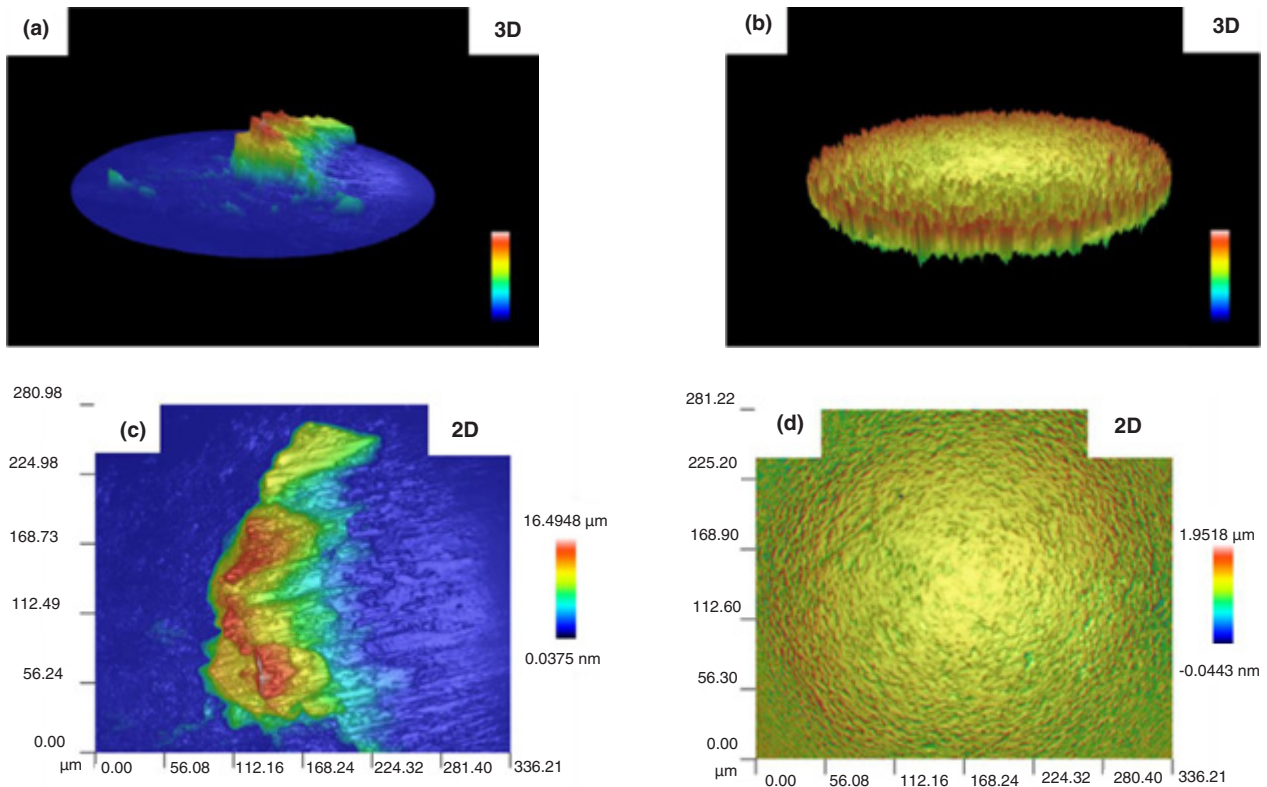 (a)
3D
(b)
3D
280.98
224.98
168.73
112.49
56.24
0.00
µm
0.00
56.08
112.16
168.24
224.32
281.40
336.21
(c)
2D
16.4948 µm
0.0375 nm
281.22
225.20
168.90
112.60
56.30
0.00
µm
0.00
56.08
112.16
168.24
224.32
280.40
336.21
(d)
2D
1.9518 µm
-0.0443 nm